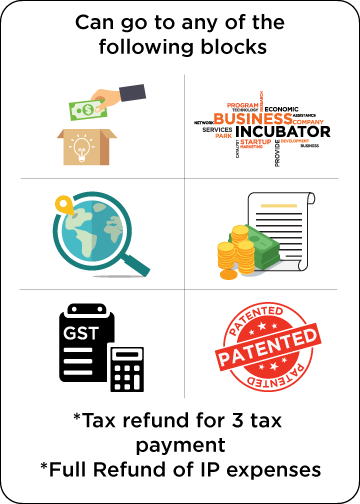 Can go to any of the
following blocks
RESEARCH
PROGRAM
TECHNOLOGY
ECONOMIC
BUSINESS
ASSISTANCE
NETWORK
COMPANY
SERVICES
INCUBATOR
PARK
CATALYST
STARTUP
MARKETING
PROVIDE
DEVELOPMENT
BUSINESS
GST
PATENTED
PATENTED
PATENTED
*Tax refund for 3 tax
payment
*Full Refund of IP expenses